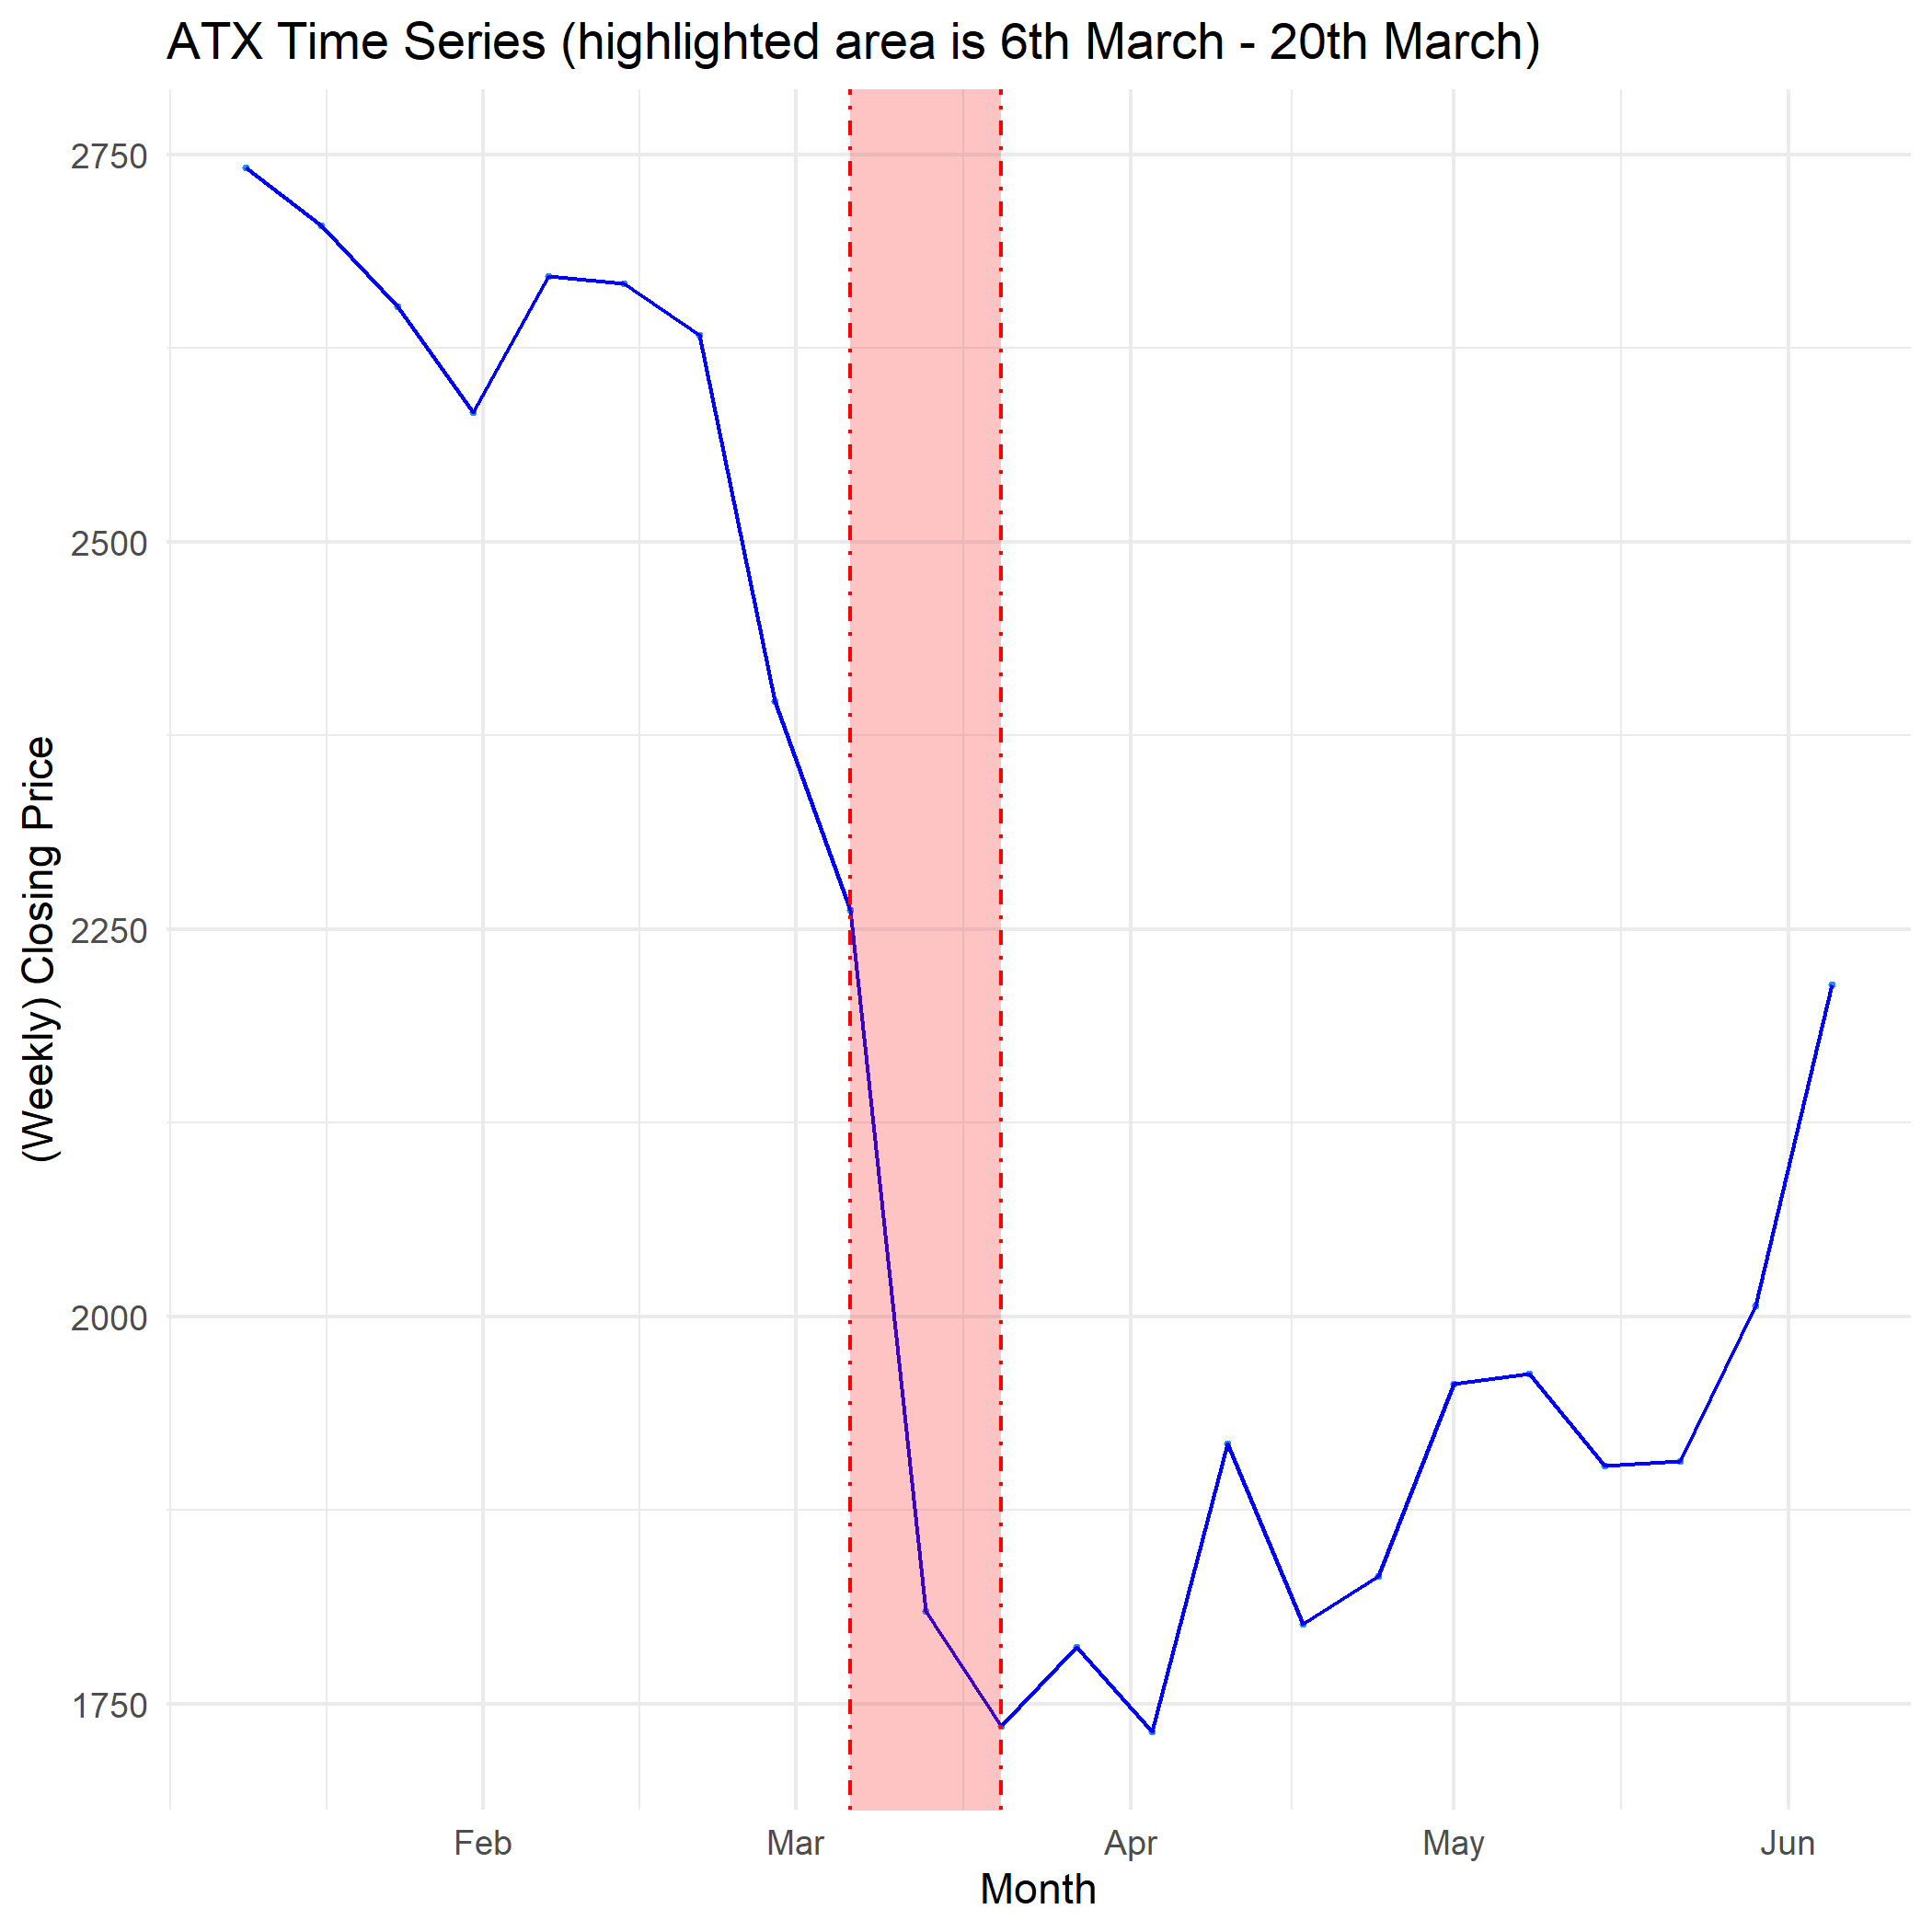 ATX Time Series (highlighted area is 6th March - 20th March)
2750
2500
2250
2000
1750
(Weekly) Closing Price
Feb Mar Apr May Jun
Month